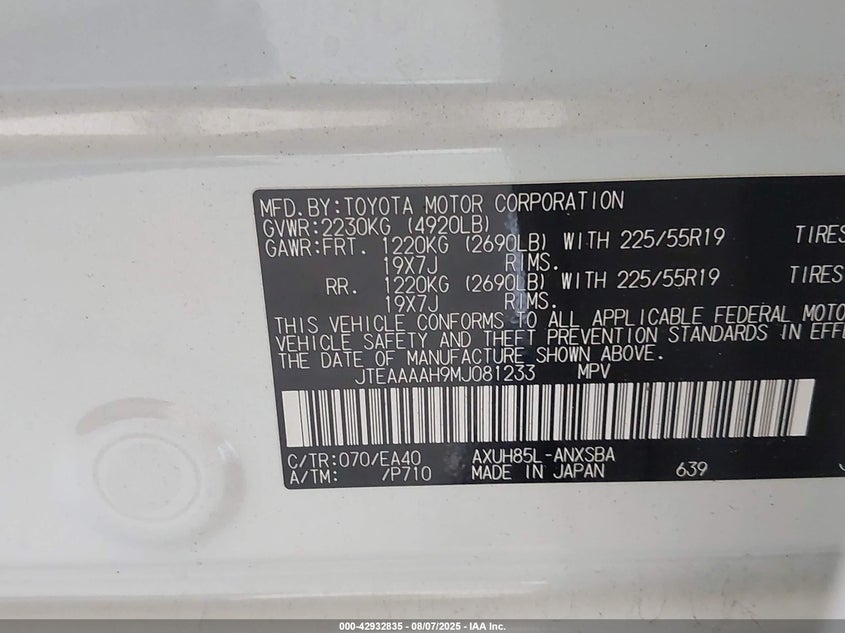 MFD.BY:TOYOTA MOTOR CORPORATION
GVWR:2230KG (4920LB)
GAWR:FRT. 1220KG (2690LB) WITH 225/55R19 TIRES
19X7J RIMS.
RR. 1220KG (2690LB) WITH 225/55R19 TIRES
19X7J RIMS.
THIS VEHICLE CONFORMS TO ALL APPLICABLE FEDERAL MOTO
VEHICLE SAFETY AND THEFT PREVENTION STANDARDS IN EFFE
THE DATE OF MANUFACTURE SHOWN ABOVE.
JTEAAAAH9MJ081233 MPV
C/TR:070/EA40 AXUH85L-ANXSBA
A/TM: /P710 MADE IN JAPAN 639
000-42932835 - 08/07/2025 - IAA Inc.